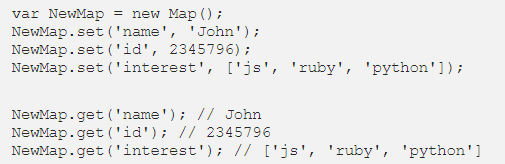 var NewMap = new Map();
NewMap.set('name', 'John');
NewMap.set('id', 2345796);
NewMap.set('interest', ['js', 'ruby', 'python']);
NewMap.get('name'); // John
NewMap.get('id'); // 2345796
NewMap.get('interest'); // ['js', 'ruby', 'python']